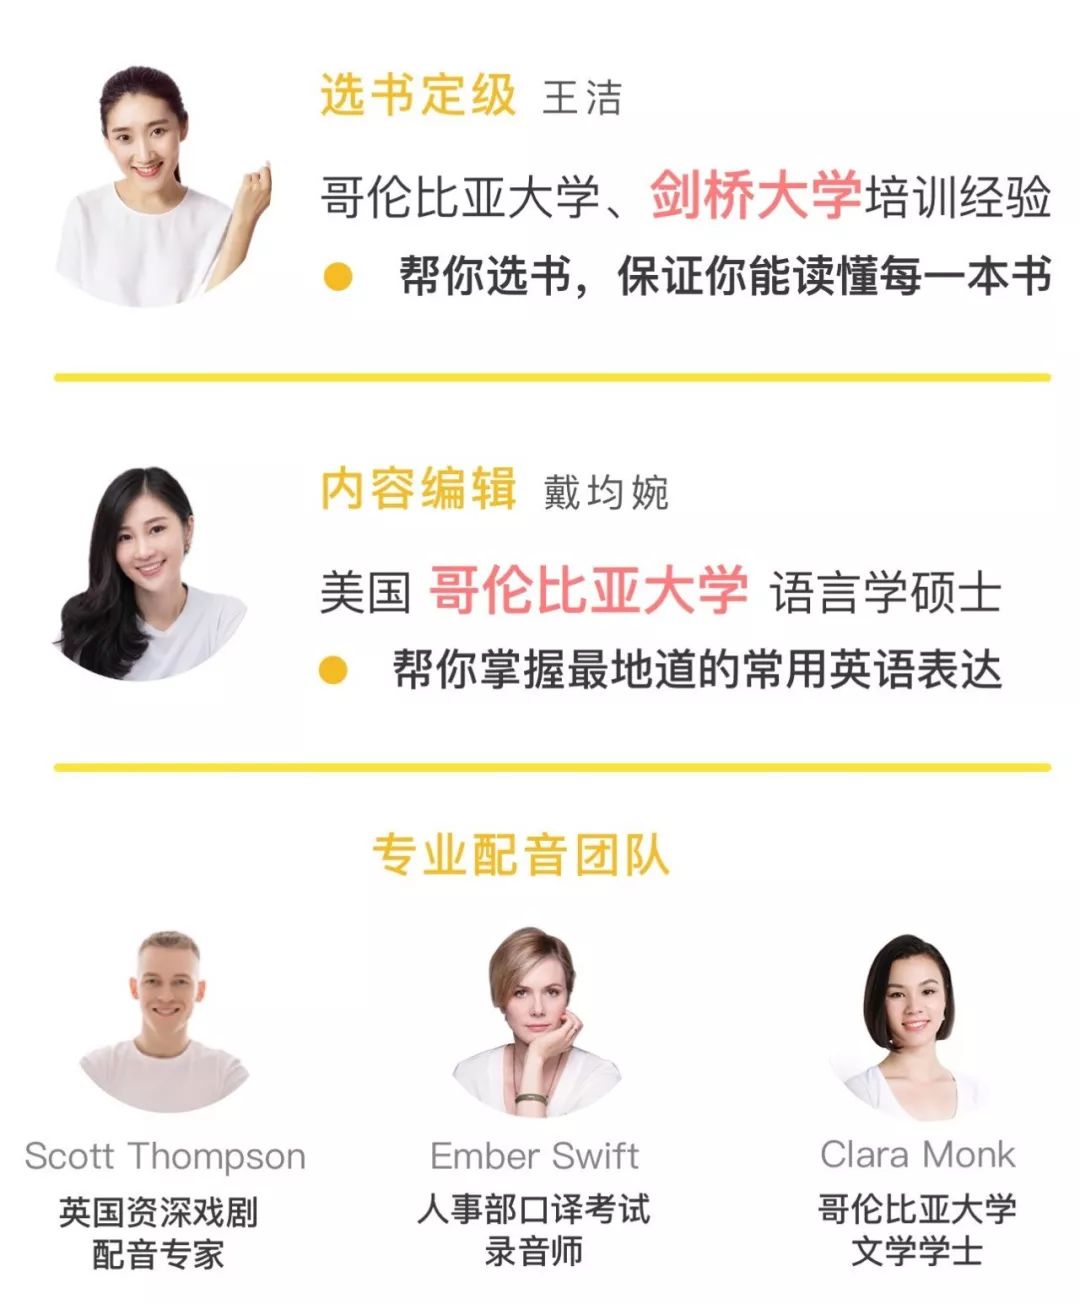 选书定级 王洁
哥伦比亚大学、剑桥大学培训经验
帮你选书，保证你能读懂每一本书
内容编辑 戴均婉
美国 哥伦比亚大学 语言学硕士
帮你掌握最地道的常用英语表达
专业配音团队
Scott Thompson
英国资深戏剧
配音专家
Ember Swift
人事部口译考试
录音师
Clara Monk
哥伦比亚大学
文学学士